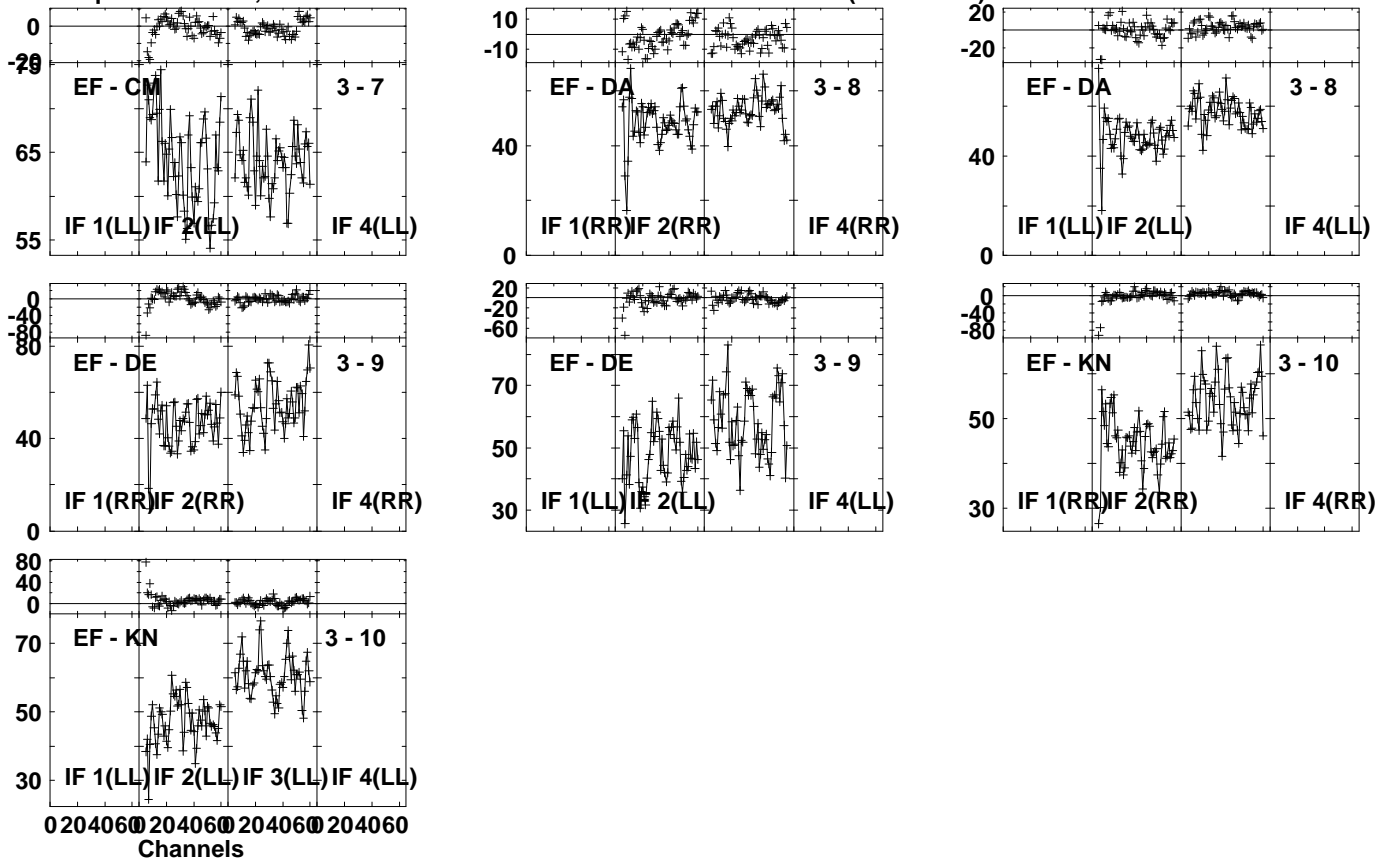 0
-20
75
65
55
EF - CM
3 - 7
IF 1(LL)
IF 2(LL)
IF 4(LL)
10
-10
40
0
EF - DA
3 - 8
IF 1(RR)
IF 2(RR)
IF 4(RR)
20
-20
40
0
EF - DA
3 - 8
IF 1(LL)
IF 2(LL)
IF 4(LL)
0
-40
-80
80
40
0
EF - DE
3 - 9
IF 1(RR)
IF 2(RR)
IF 4(RR)
20
-20
-60
70
50
30
EF - DE
3 - 9
IF 1(LL)
IF 2(LL)
IF 4(LL)
0
-40
-80
50
30
EF - KN
3 - 10
IF 1(RR)
IF 2(RR)
IF 4(RR)
80
40
0
70
50
30
EF - KN
3 - 10
IF 1(LL)
IF 2(LL)
IF 3(LL)
IF 4(LL)
0 20 40 60 0 20 40 60 0 20 40 60 0 20 40 60
Channels